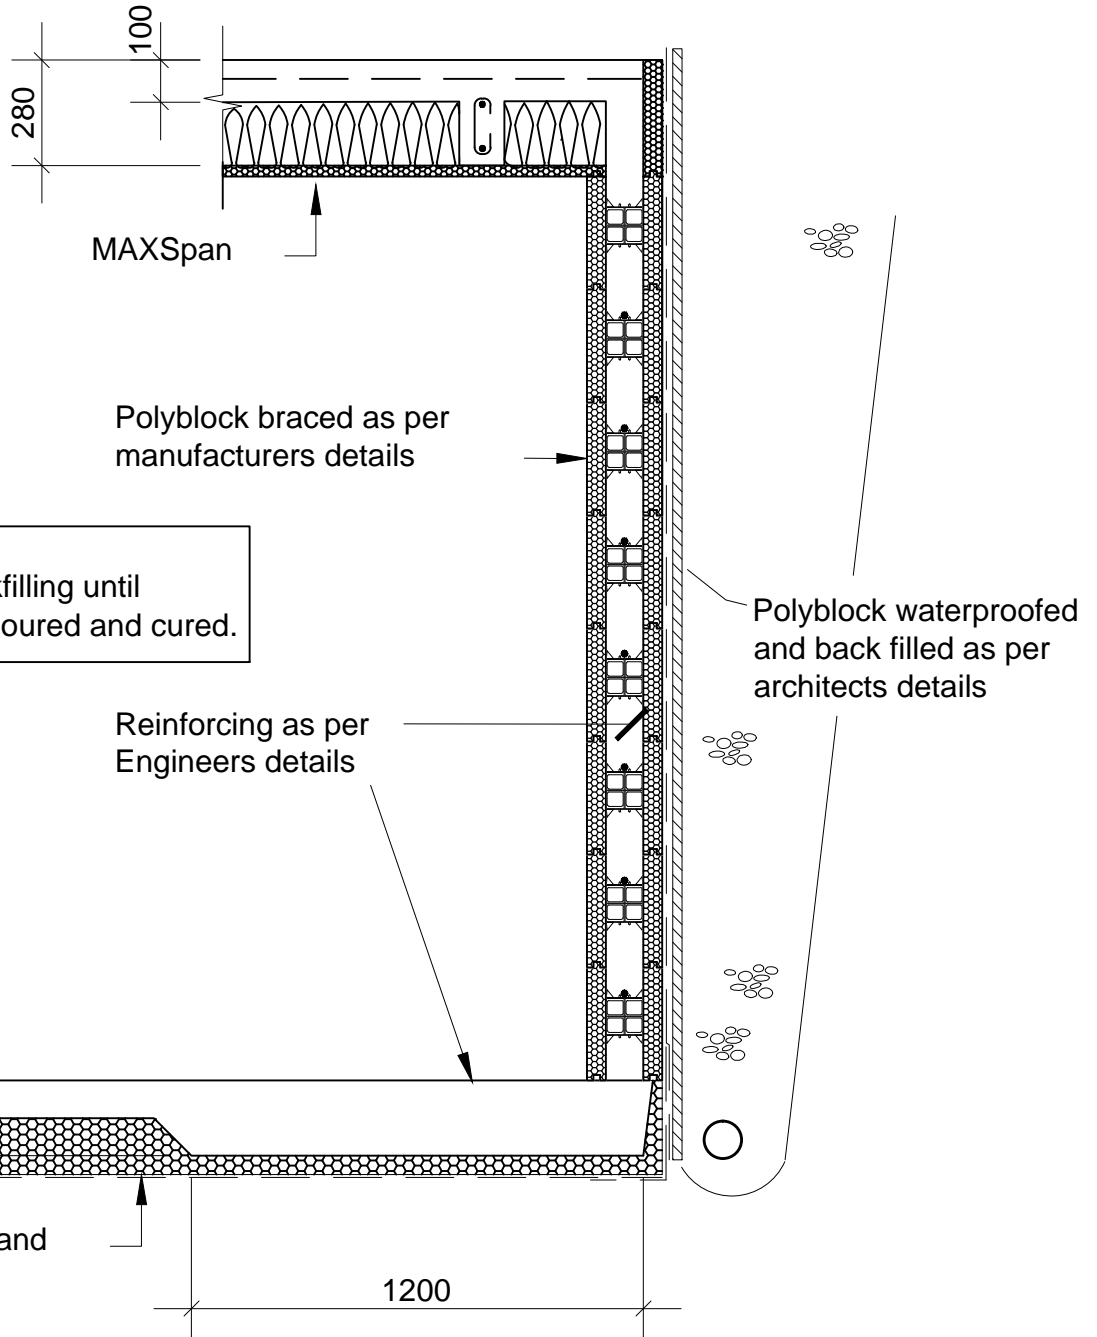 100
280
MAXSpan
Polyblock braced as per
manufacturers details
filling until
oured and cured.
Polyblock waterproofed
and back filled as per
architects details
Reinforcing as per
Engineers details
and
1200